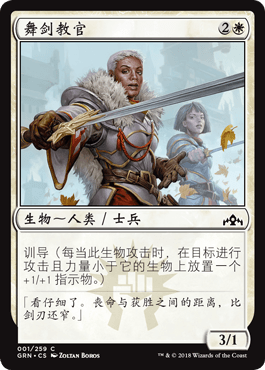 舞剑教官 2
生物～人类／士兵
训导（每当此生物攻击时，在目标进行
攻击且力量小于它的生物上放置一个
+1/+1 指示物。）
「看仔细了。丧命与获胜之间的距离，比
剑刃还窄。」
3/1
001/259 C
GRN • CS ZOLTAN BOROS
™ & © 2018 Wizards of the Coast